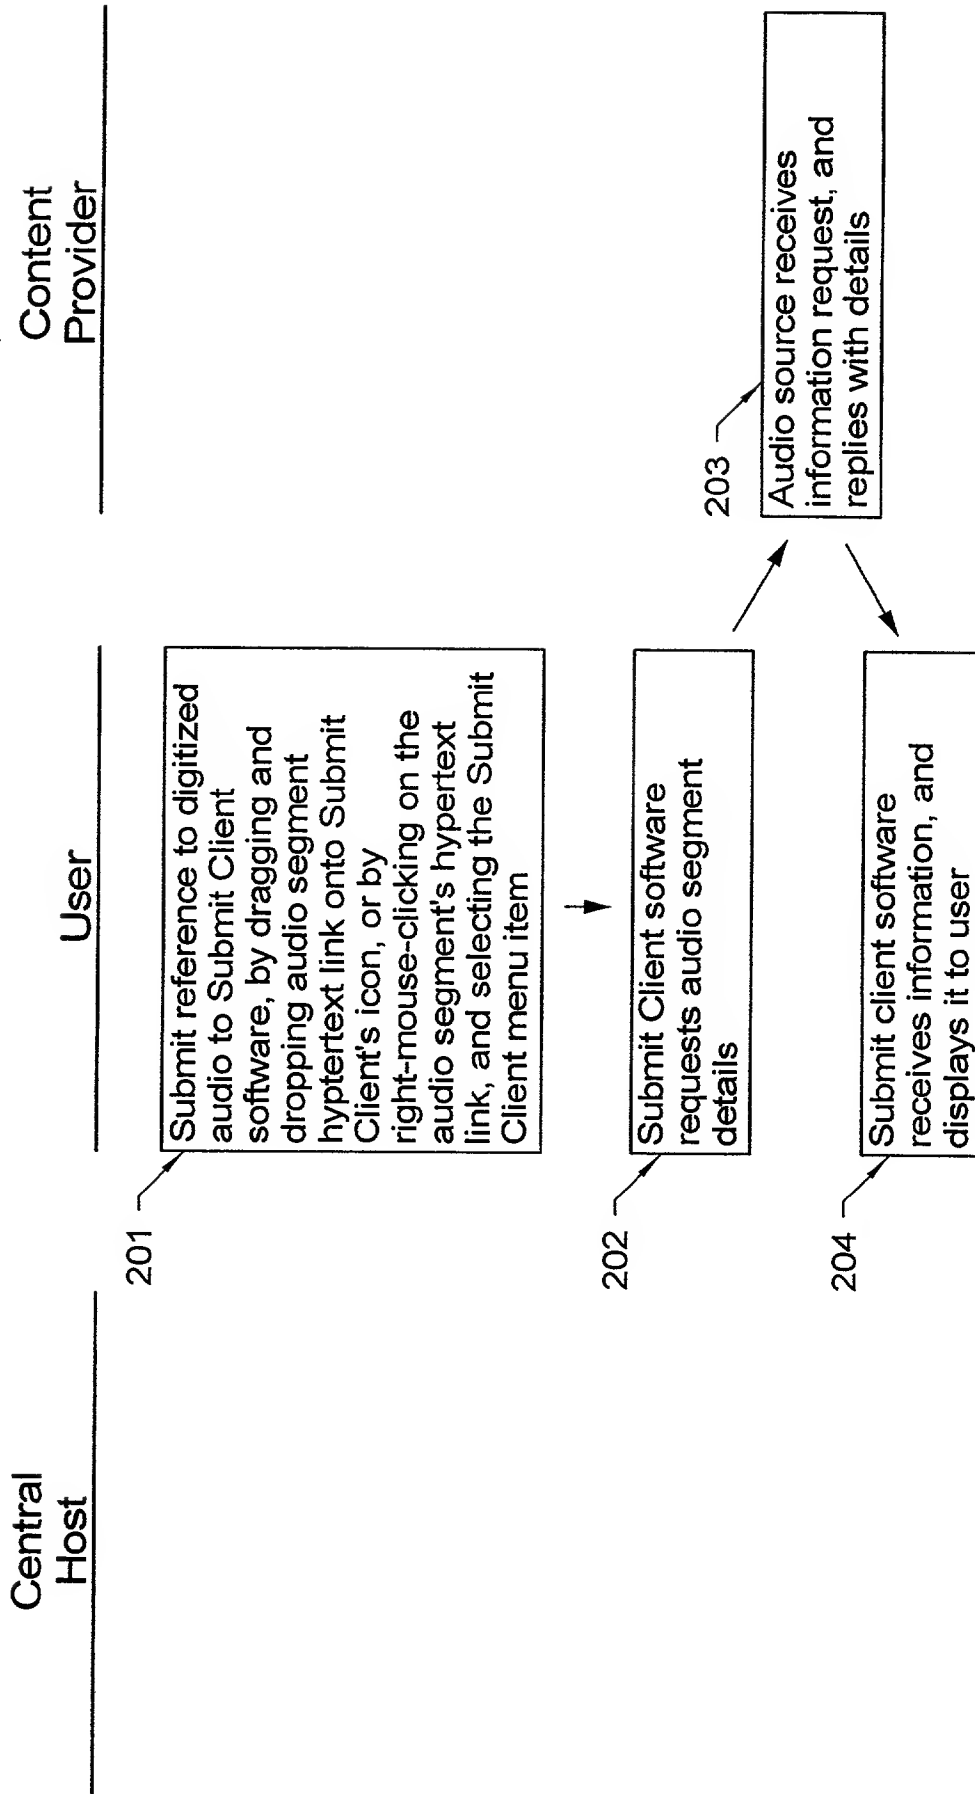 Central
Host
User
Content
Provider
201
Submit reference to digitized
audio to Submit Client
software, by dragging and
dropping audio segment
hyptertext link onto Submit
Client's icon, or by
right-mouse-clicking on the
audio segment's hypertext
link, and selecting the Submit
Client menu item
202
Submit Client software
requests audio segment
details
203
Audio source receives
information request, and
replies with details
204
Submit client software
receives information, and
displays it to user